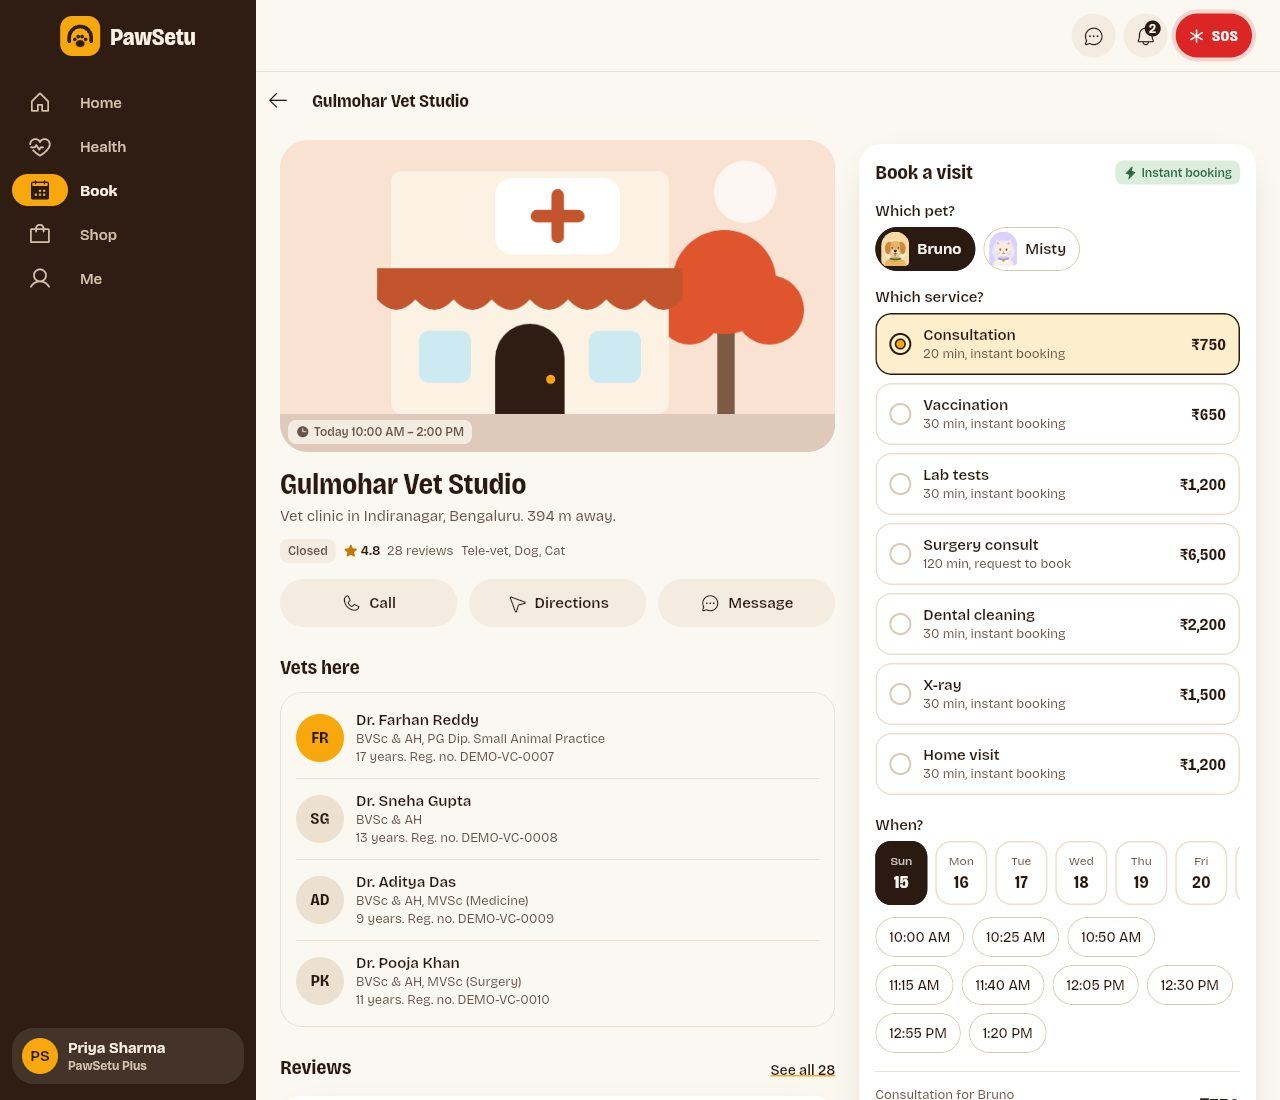 PawSetu
Home
Health
Book
Shop
Me
Priya Sharma
PS
PawSetu Plus
2
SOS
Gulmohar Vet Studio
Today 10:00 AM – 2:00 PM
Gulmohar Vet Studio
Vet clinic in Indiranagar, Bengaluru. 394 m away.
Closed 4.8 28 reviews Tele-vet, Dog, Cat
Call Directions Message
Vets here
FR
Dr. Farhan Reddy
BVSc & AH, PG Dip. Small Animal Practice
17 years. Reg. no. DEMO-VC-0007
SG
Dr. Sneha Gupta
BVSc & AH
13 years. Reg. no. DEMO-VC-0008
AD
Dr. Aditya Das
BVSc & AH, MVSc (Medicine)
9 years. Reg. no. DEMO-VC-0009
PK
Dr. Pooja Khan
BVSc & AH, MVSc (Surgery)
11 years. Reg. no. DEMO-VC-0010
Reviews See all 28
Book a visit Instant booking
Which pet?
Bruno Misty
Which service?
Consultation
20 min, instant booking
₹750
Vaccination
30 min, instant booking
₹650
Lab tests
30 min, instant booking
₹1,200
Surgery consult
120 min, request to book
₹6,500
Dental cleaning
30 min, instant booking
₹2,200
X-ray
30 min, instant booking
₹1,500
Home visit
30 min, instant booking
₹1,200
When?
Sun Mon Tue Wed Thu Fri
15 16 17 18 19 20
10:00 AM 10:25 AM 10:50 AM
11:15 AM 11:40 AM 12:05 PM 12:30 PM
12:55 PM 1:20 PM
Consultation for Bruno